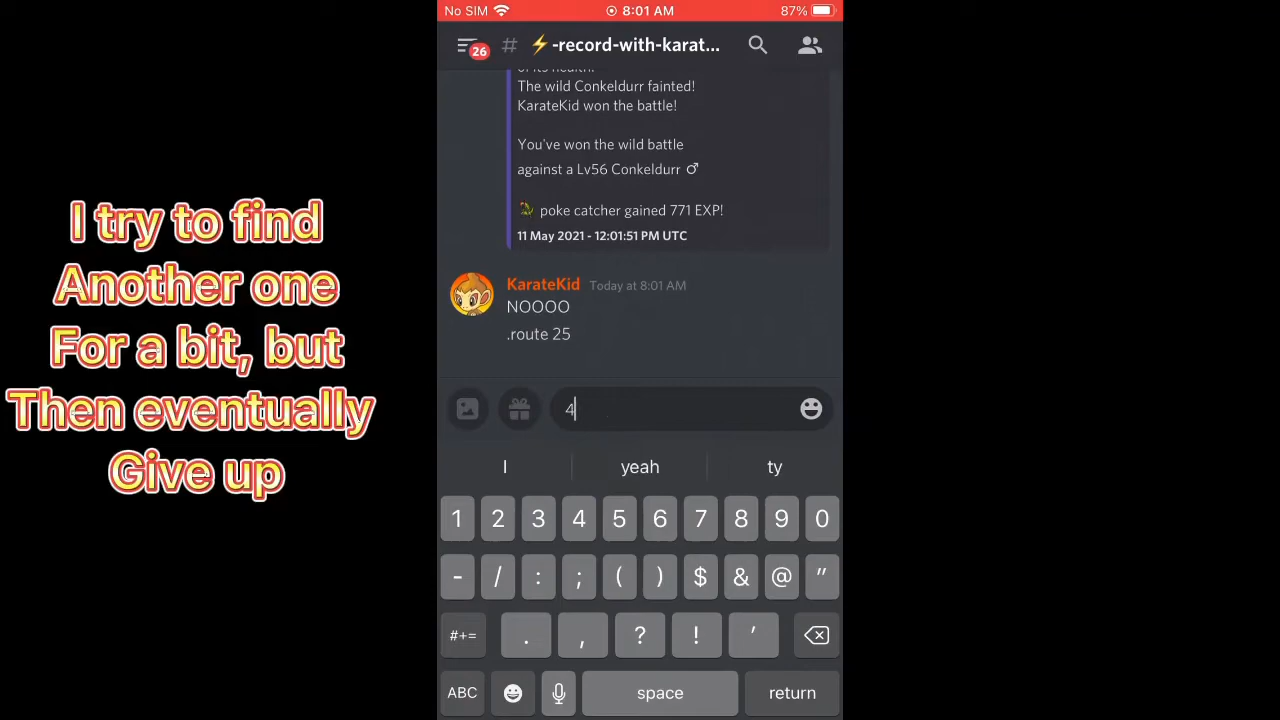 No SIM 8:01 AM 87%
26 # ⚡-record-with-karat...
The wild Conkeldurr fainted!
KarateKid won the battle!
You've won the wild battle
against a Lv56 Conkeldurr ♂
poke catcher gained 771 EXP!
11 May 2021 - 12:01:51 PM UTC
KarateKid Today at 8:01 AM
NOOOO
.route 25
4
I yeah ty
1 2 3 4 5 6 7 8 9 0
- / : ; ( ) $ & @ "
#+= . , ? ! '
ABC space return
I try to find
Another one
For a bit, but
Then eventually
Give up